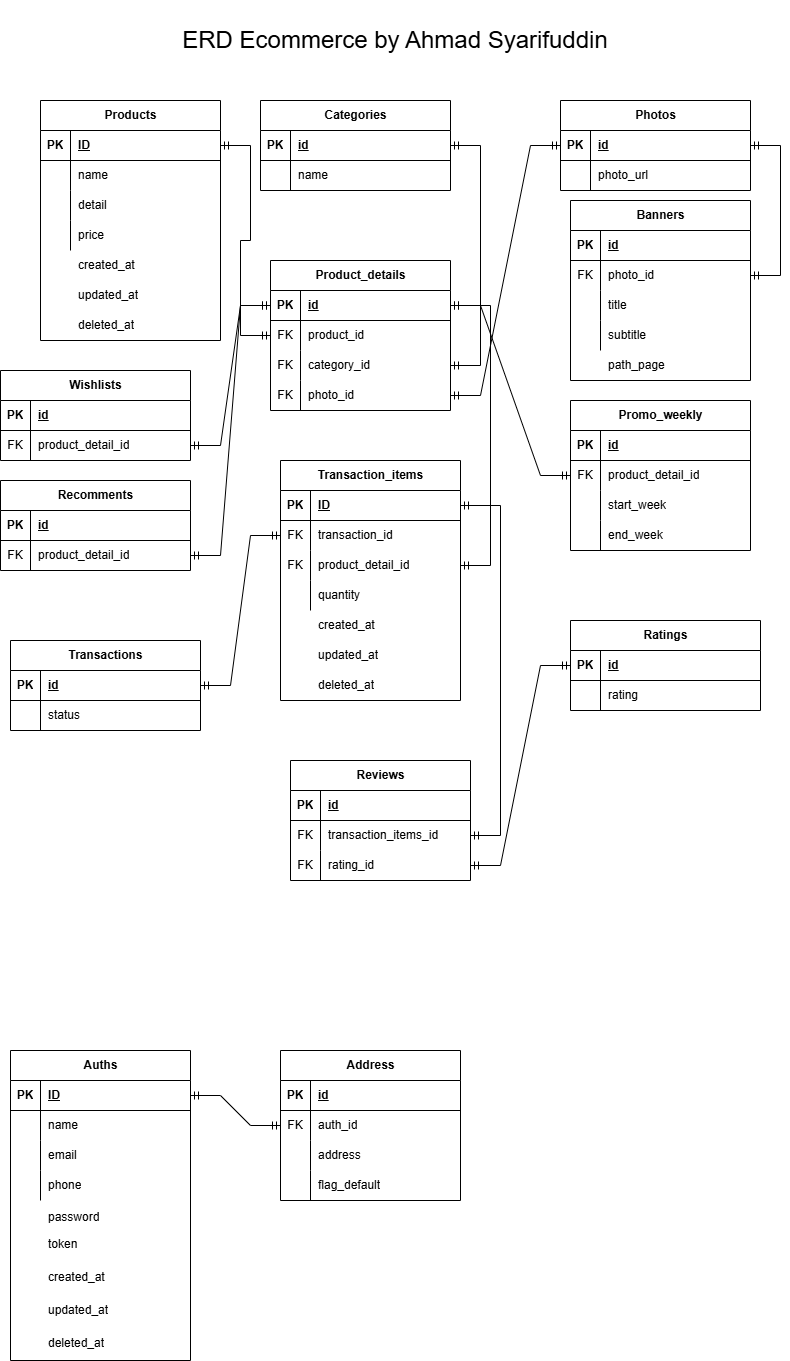 ERD Ecommerce by Ahmad Syarifuddin
Products
PK ID
name
detail
price
created_at
updated_at
deleted_at
Categories
PK id
name
Photos
PK id
photo_url
Banners
PK id
FK photo_id
title
subtitle
path_page
Product_details
PK id
FK product_id
FK category_id
FK photo_id
Wishlists
PK id
FK product_detail_id
Promo_weekly
PK id
FK product_detail_id
start_week
end_week
Recomments
PK id
FK product_detail_id
Transaction_items
PK ID
FK transaction_id
FK product_detail_id
quantity
created_at
updated_at
deleted_at
Transactions
PK id
status
Ratings
PK id
rating
Reviews
PK id
FK transaction_items_id
FK rating_id
Auths
PK ID
name
email
phone
password
token
created_at
updated_at
deleted_at
Address
PK id
FK auth_id
address
flag_default